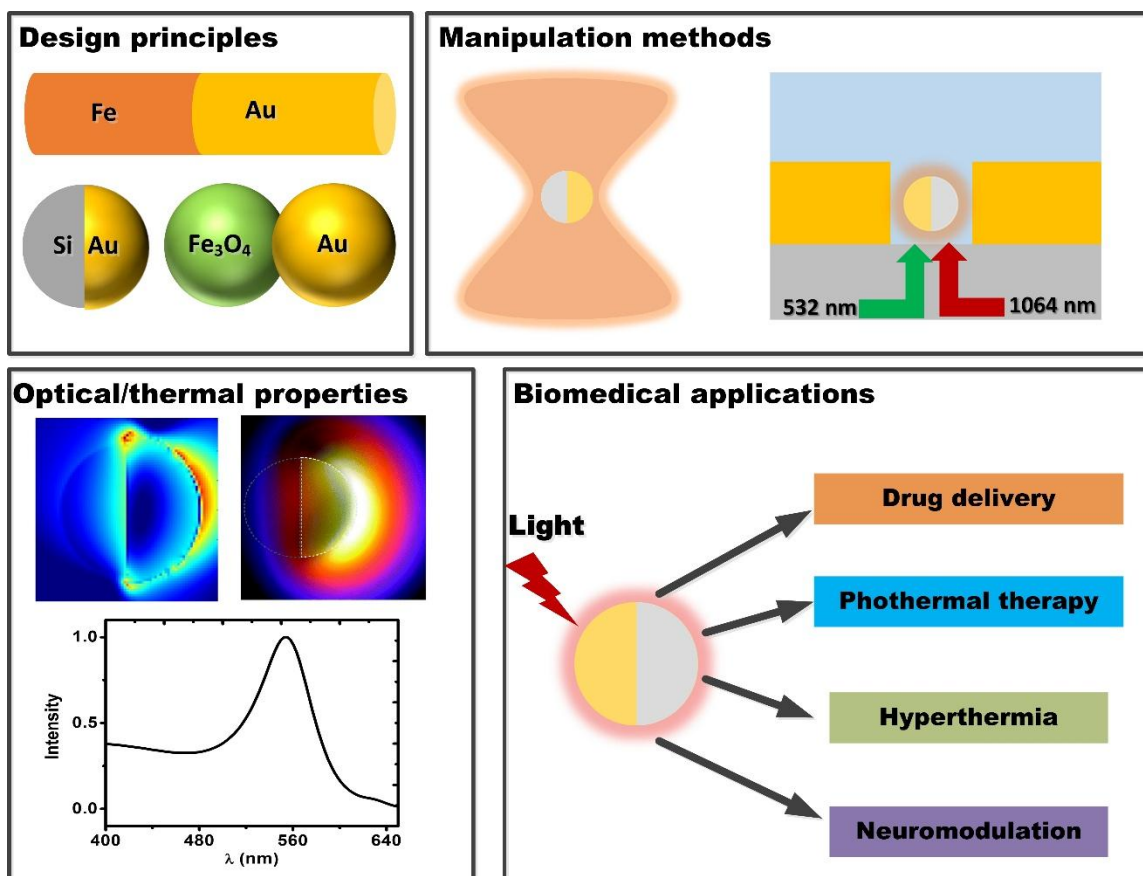 Design principles
Fe Au
Si Au Fe₃O₄ Au
Manipulation methods
532 nm 1064 nm
Optical/thermal properties
1.0
0.5
0.0
Intensity
400 480 560 640
λ (nm)
Biomedical applications
Light
Drug delivery
Phothermal therapy
Hyperthermia
Neuromodulation